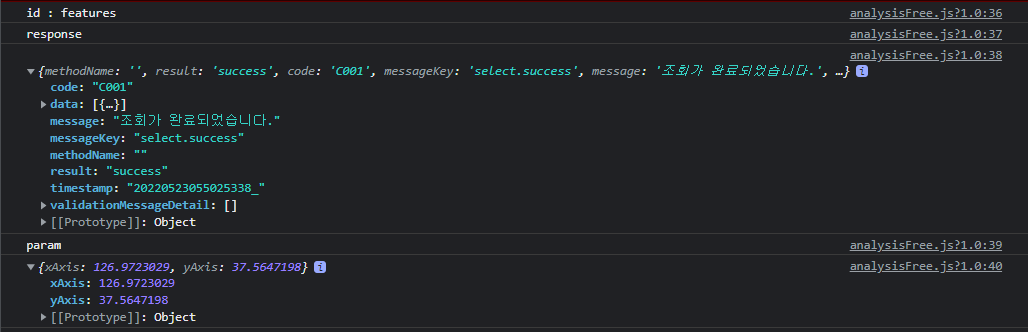 id : features analysisFree.js?1.0:36
response analysisFree.js?1.0:37
analysisFree.js?1.0:38
{methodName: '', result: 'success', code: 'C001', messageKey: 'select.success', message: '조회가 완료되었습니다.', …}
code: "C001"
data: [{…}]
message: "조회가 완료되었습니다."
messageKey: "select.success"
methodName: ""
result: "success"
timestamp: "20220523055025338_"
validationMessageDetail: []
[[Prototype]]: Object
param analysisFree.js?1.0:39
{xAxis: 126.9723029, yAxis: 37.5647198} analysisFree.js?1.0:40
xAxis: 126.9723029
yAxis: 37.5647198
[[Prototype]]: Object